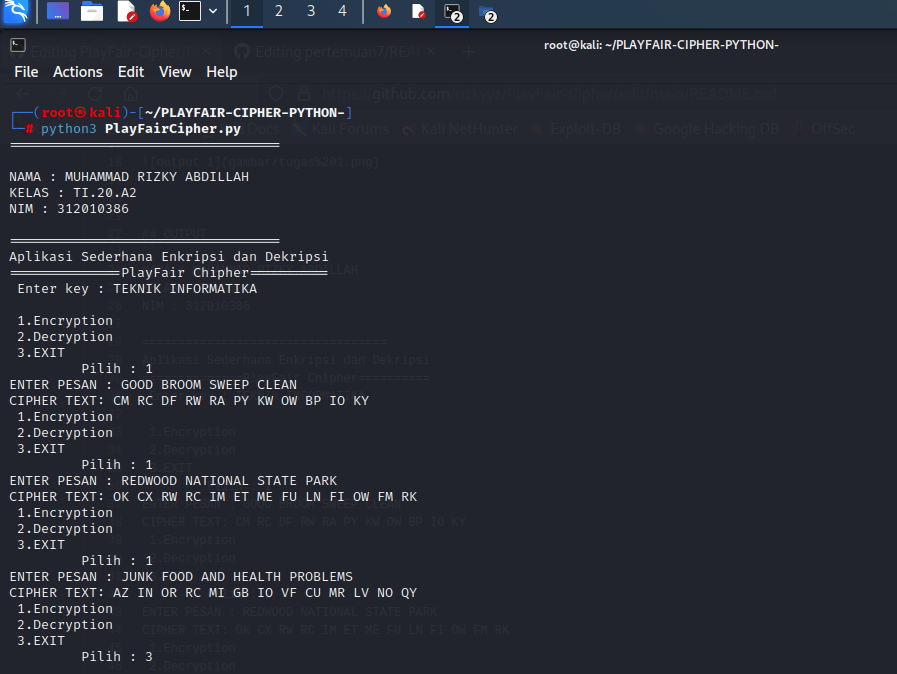 1 2 3 4 2 2
root@kali: ~/PLAYFAIR-CIPHER-PYTHON-
File Actions Edit View Help
(root㉿kali)-[~/PLAYFAIR-CIPHER-PYTHON-]
# python3 PlayFairCipher.py
NAMA : MUHAMMAD RIZKY ABDILLAH
KELAS : TI.20.A2
NIM : 312010386
Aplikasi Sederhana Enkripsi dan Dekripsi
==============PlayFair Chipher==========
Enter key : TEKNIK INFORMATIKA
1.Encryption
2.Decryption
3.EXIT
Pilih : 1
ENTER PESAN : GOOD BROOM SWEEP CLEAN
CIPHER TEXT: CM RC DF RW RA PY KW OW BP IO KY
1.Encryption
2.Decryption
3.EXIT
Pilih : 1
ENTER PESAN : REDWOOD NATIONAL STATE PARK
CIPHER TEXT: OK CX RW RC IM ET ME FU LN FI OW FM RK
1.Encryption
2.Decryption
3.EXIT
Pilih : 1
ENTER PESAN : JUNK FOOD AND HEALTH PROBLEMS
CIPHER TEXT: AZ IN OR RC MI GB IO VF CU MR LV NO QY
1.Encryption
2.Decryption
3.EXIT
Pilih : 3